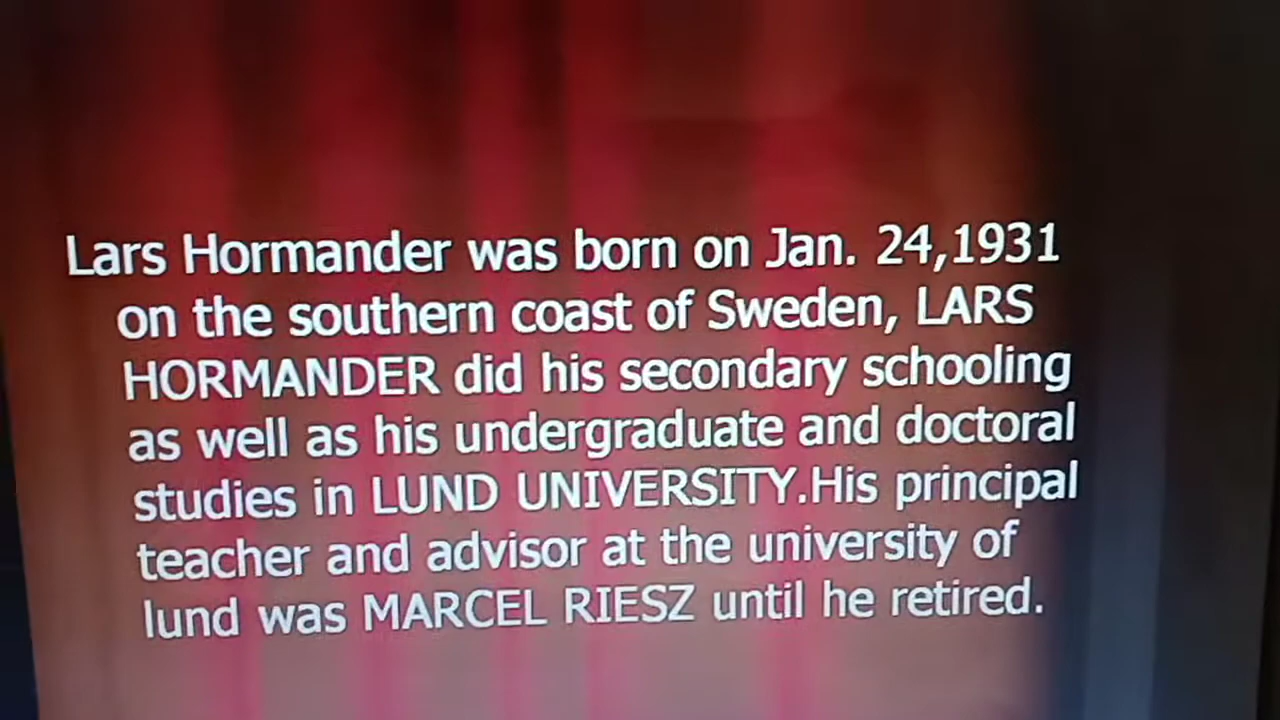 Lars Hormander was born on Jan. 24,1931
on the southern coast of Sweden, LARS
HORMANDER did his secondary schooling
as well as his undergraduate and doctoral
studies in LUND UNIVERSITY.His principal
teacher and advisor at the university of
lund was MARCEL RIESZ until he retired.